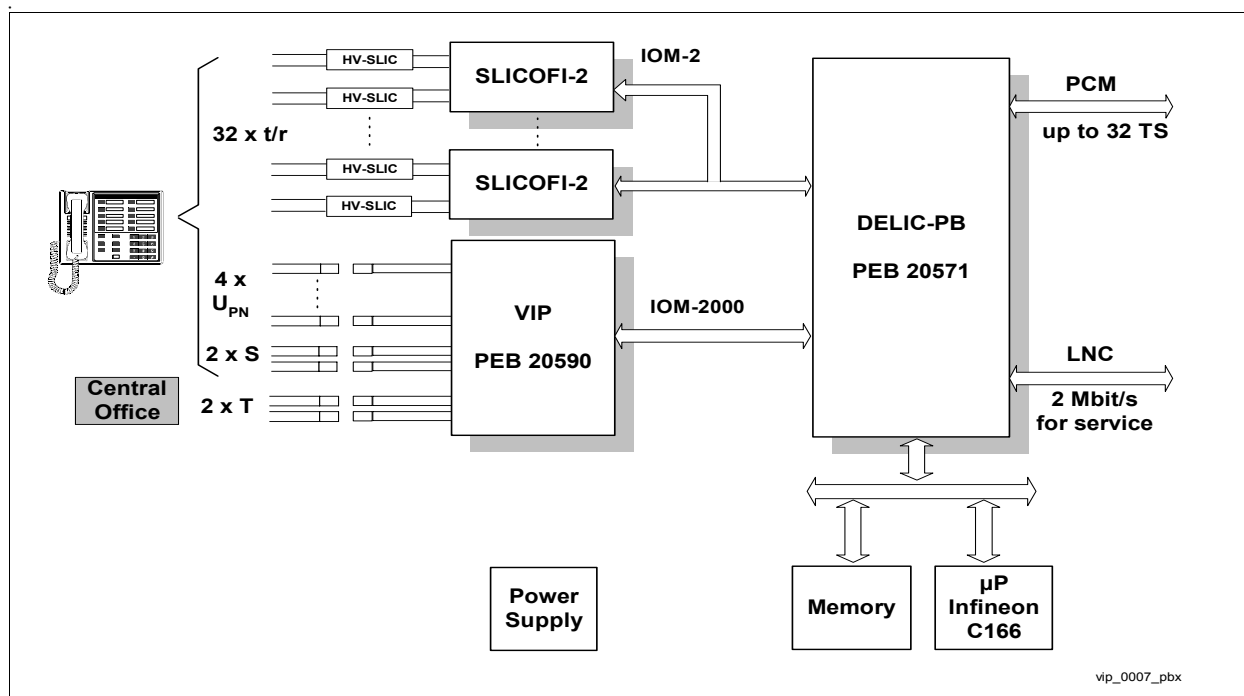 HV-SLIC
HV-SLIC
HV-SLIC
HV-SLIC
32 x t/r
SLICOFI-2
SLICOFI-2
IOM-2
4 x
UPN
2 x S
2 x T
Central
Office
VIP
PEB 20590
IOM-2000
DELIC-PB
PEB 20571
PCM
up to 32 TS
LNC
2 Mbit/s
for service
Power
Supply
Memory
µP
Infineon
C166
vip_0007_pbx